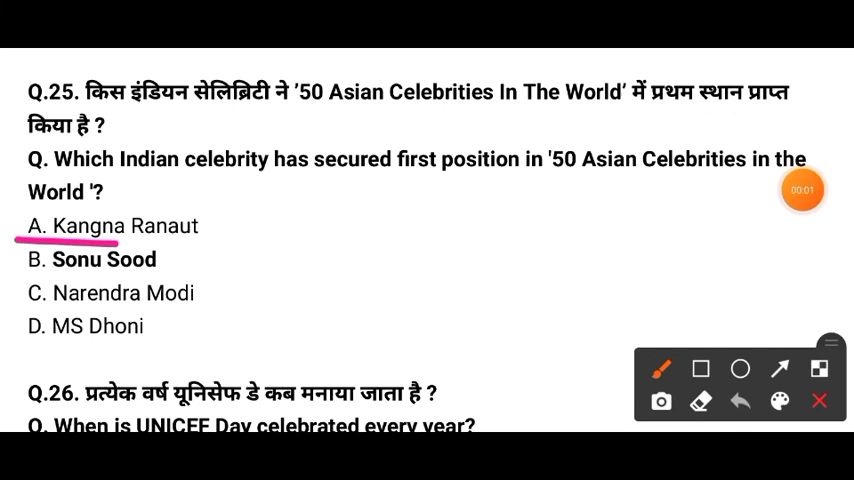 Q.25. किस इंडियन सेलिब्रिटी ने '50 Asian Celebrities In The World' में प्रथम स्थान प्राप्त
किया है ?
Q. Which Indian celebrity has secured first position in '50 Asian Celebrities in the
World '?
00:01
A. Kangna Ranaut
B. Sonu Sood
C. Narendra Modi
D. MS Dhoni
Q.26. प्रत्येक वर्ष यूनिसेफ डे कब मनाया जाता है ?
Q. When is UNICEF Day celebrated every year?